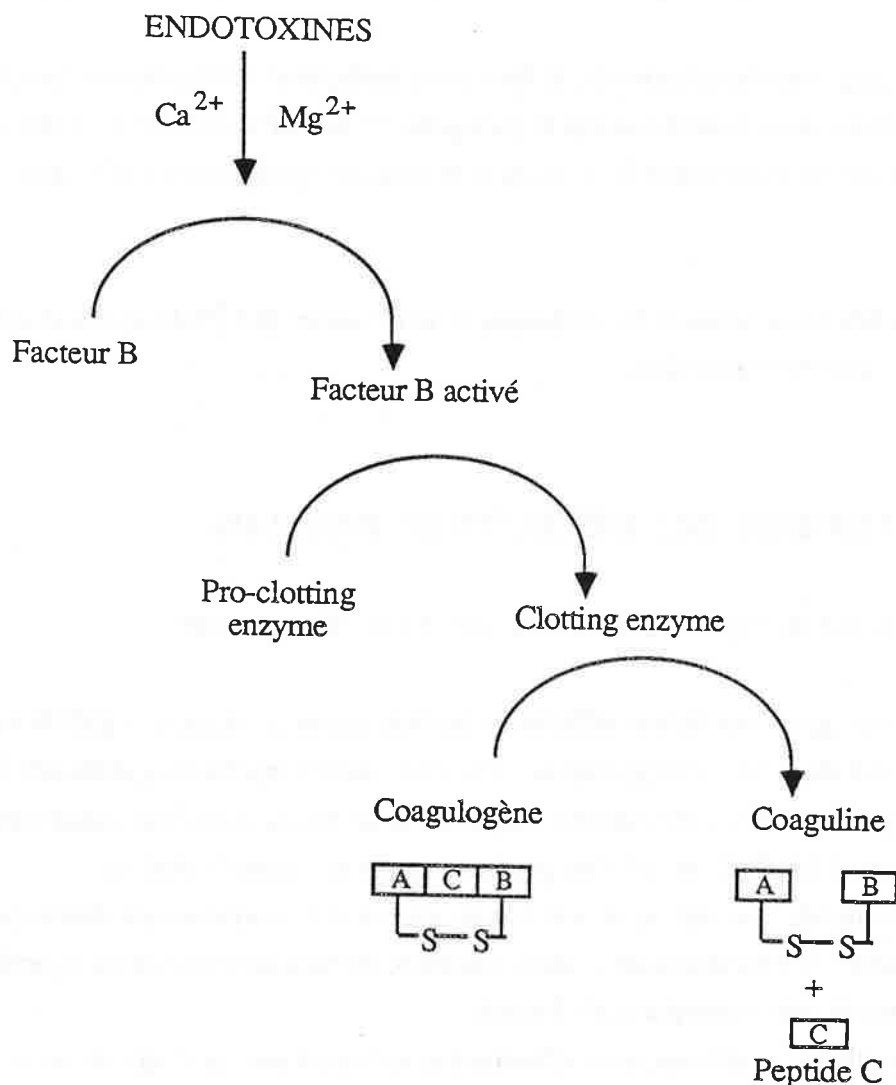 ENDOTOXINES
Ca2+ Mg2+
Facteur B
Facteur B activé
Pro-clotting
enzyme
Clotting enzyme
Coagulogène
Coaguline
A C B
S S
A B
S S
+
C
Peptide C